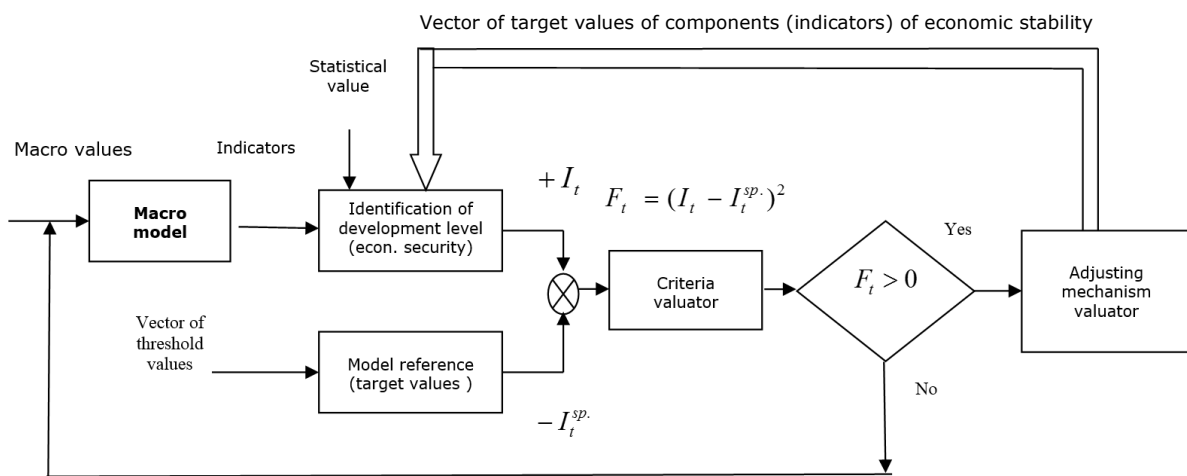 Vector of target values of components (indicators) of economic stability
Statistical
value
Macro values
Indicators
Macro
model
Identification of
development level
(econ. security)
+ I_t
F_t = (I_t − I_t^{sp.})^2
Criteria
valuator
F_t > 0
Yes
Adjusting
mechanism
valuator
Vector of
threshold
values
Model reference
(target values )
− I_t^{sp.}
No